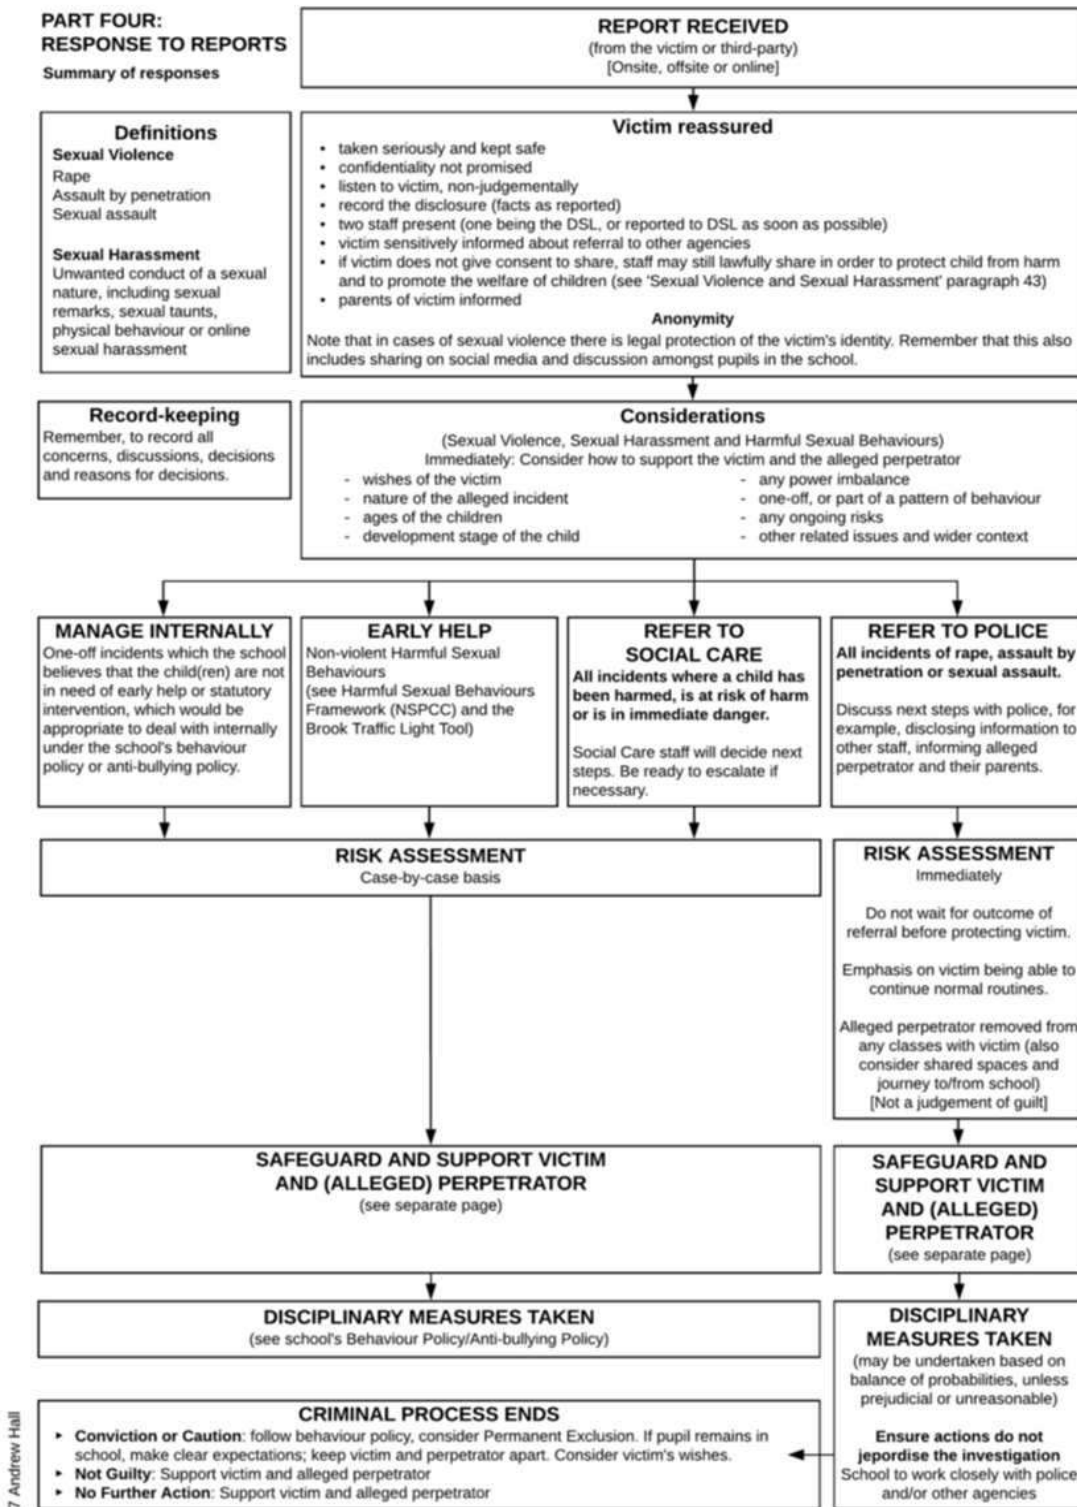 PART FOUR:
RESPONSE TO REPORTS
Summary of responses
REPORT RECEIVED
(from the victim or third-party)
[Onsite, offsite or online]
Definitions
Sexual Violence
Rape
Assault by penetration
Sexual assault
Sexual Harassment
Unwanted conduct of a sexual
nature, including sexual
remarks, sexual taunts,
physical behaviour or online
sexual harassment
Victim reassured
• taken seriously and kept safe
• confidentiality not promised
• listen to victim, non-judgementally
• record the disclosure (facts as reported)
• two staff present (one being the DSL, or reported to DSL as soon as possible)
• victim sensitively informed about referral to other agencies
• if victim does not give consent to share, staff may still lawfully share in order to protect child from harm
and to promote the welfare of children (see 'Sexual Violence and Sexual Harassment' paragraph 43)
• parents of victim informed
Anonymity
Note that in cases of sexual violence there is legal protection of the victim's identity. Remember that this also
includes sharing on social media and discussion amongst pupils in the school.
Record-keeping
Remember, to record all
concerns, discussions, decisions
and reasons for decisions.
Considerations
(Sexual Violence, Sexual Harassment and Harmful Sexual Behaviours)
Immediately: Consider how to support the victim and the alleged perpetrator
- wishes of the victim
- nature of the alleged incident
- ages of the children
- development stage of the child
- any power imbalance
- one-off, or part of a pattern of behaviour
- any ongoing risks
- other related issues and wider context
MANAGE INTERNALLY
One-off incidents which the school
believes that the child(ren) are not
in need of early help or statutory
intervention, which would be
appropriate to deal with internally
under the school's behaviour
policy or anti-bullying policy.
EARLY HELP
Non-violent Harmful Sexual
Behaviours
(see Harmful Sexual Behaviours
Framework (NSPCC) and the
Brook Traffic Light Tool)
REFER TO
SOCIAL CARE
All incidents where a child has
been harmed, is at risk of harm
or is in immediate danger.
Social Care staff will decide next
steps. Be ready to escalate if
necessary.
REFER TO POLICE
All incidents of rape, assault by
penetration or sexual assault.
Discuss next steps with police, for
example, disclosing information to
other staff, informing alleged
perpetrator and their parents.
RISK ASSESSMENT
Case-by-case basis
RISK ASSESSMENT
Immediately
Do not wait for outcome of
referral before protecting victim.
Emphasis on victim being able to
continue normal routines.
Alleged perpetrator removed from
any classes with victim (also
consider shared spaces and
journey to/from school)
[Not a judgement of guilt]
SAFEGUARD AND SUPPORT VICTIM
AND (ALLEGED) PERPETRATOR
(see separate page)
SAFEGUARD AND
SUPPORT VICTIM
AND (ALLEGED)
PERPETRATOR
(see separate page)
DISCIPLINARY MEASURES TAKEN
(see school's Behaviour Policy/Anti-bullying Policy)
DISCIPLINARY
MEASURES TAKEN
(may be undertaken based on
balance of probabilities, unless
prejudicial or unreasonable)
Ensure actions do not
jepordise the investigation
School to work closely with police
and/or other agencies
CRIMINAL PROCESS ENDS
‣ Conviction or Caution: follow behaviour policy, consider Permanent Exclusion. If pupil remains in
school, make clear expectations; keep victim and perpetrator apart. Consider victim's wishes.
‣ Not Guilty: Support victim and alleged perpetrator
‣ No Further Action: Support victim and alleged perpetrator
7 Andrew Hall